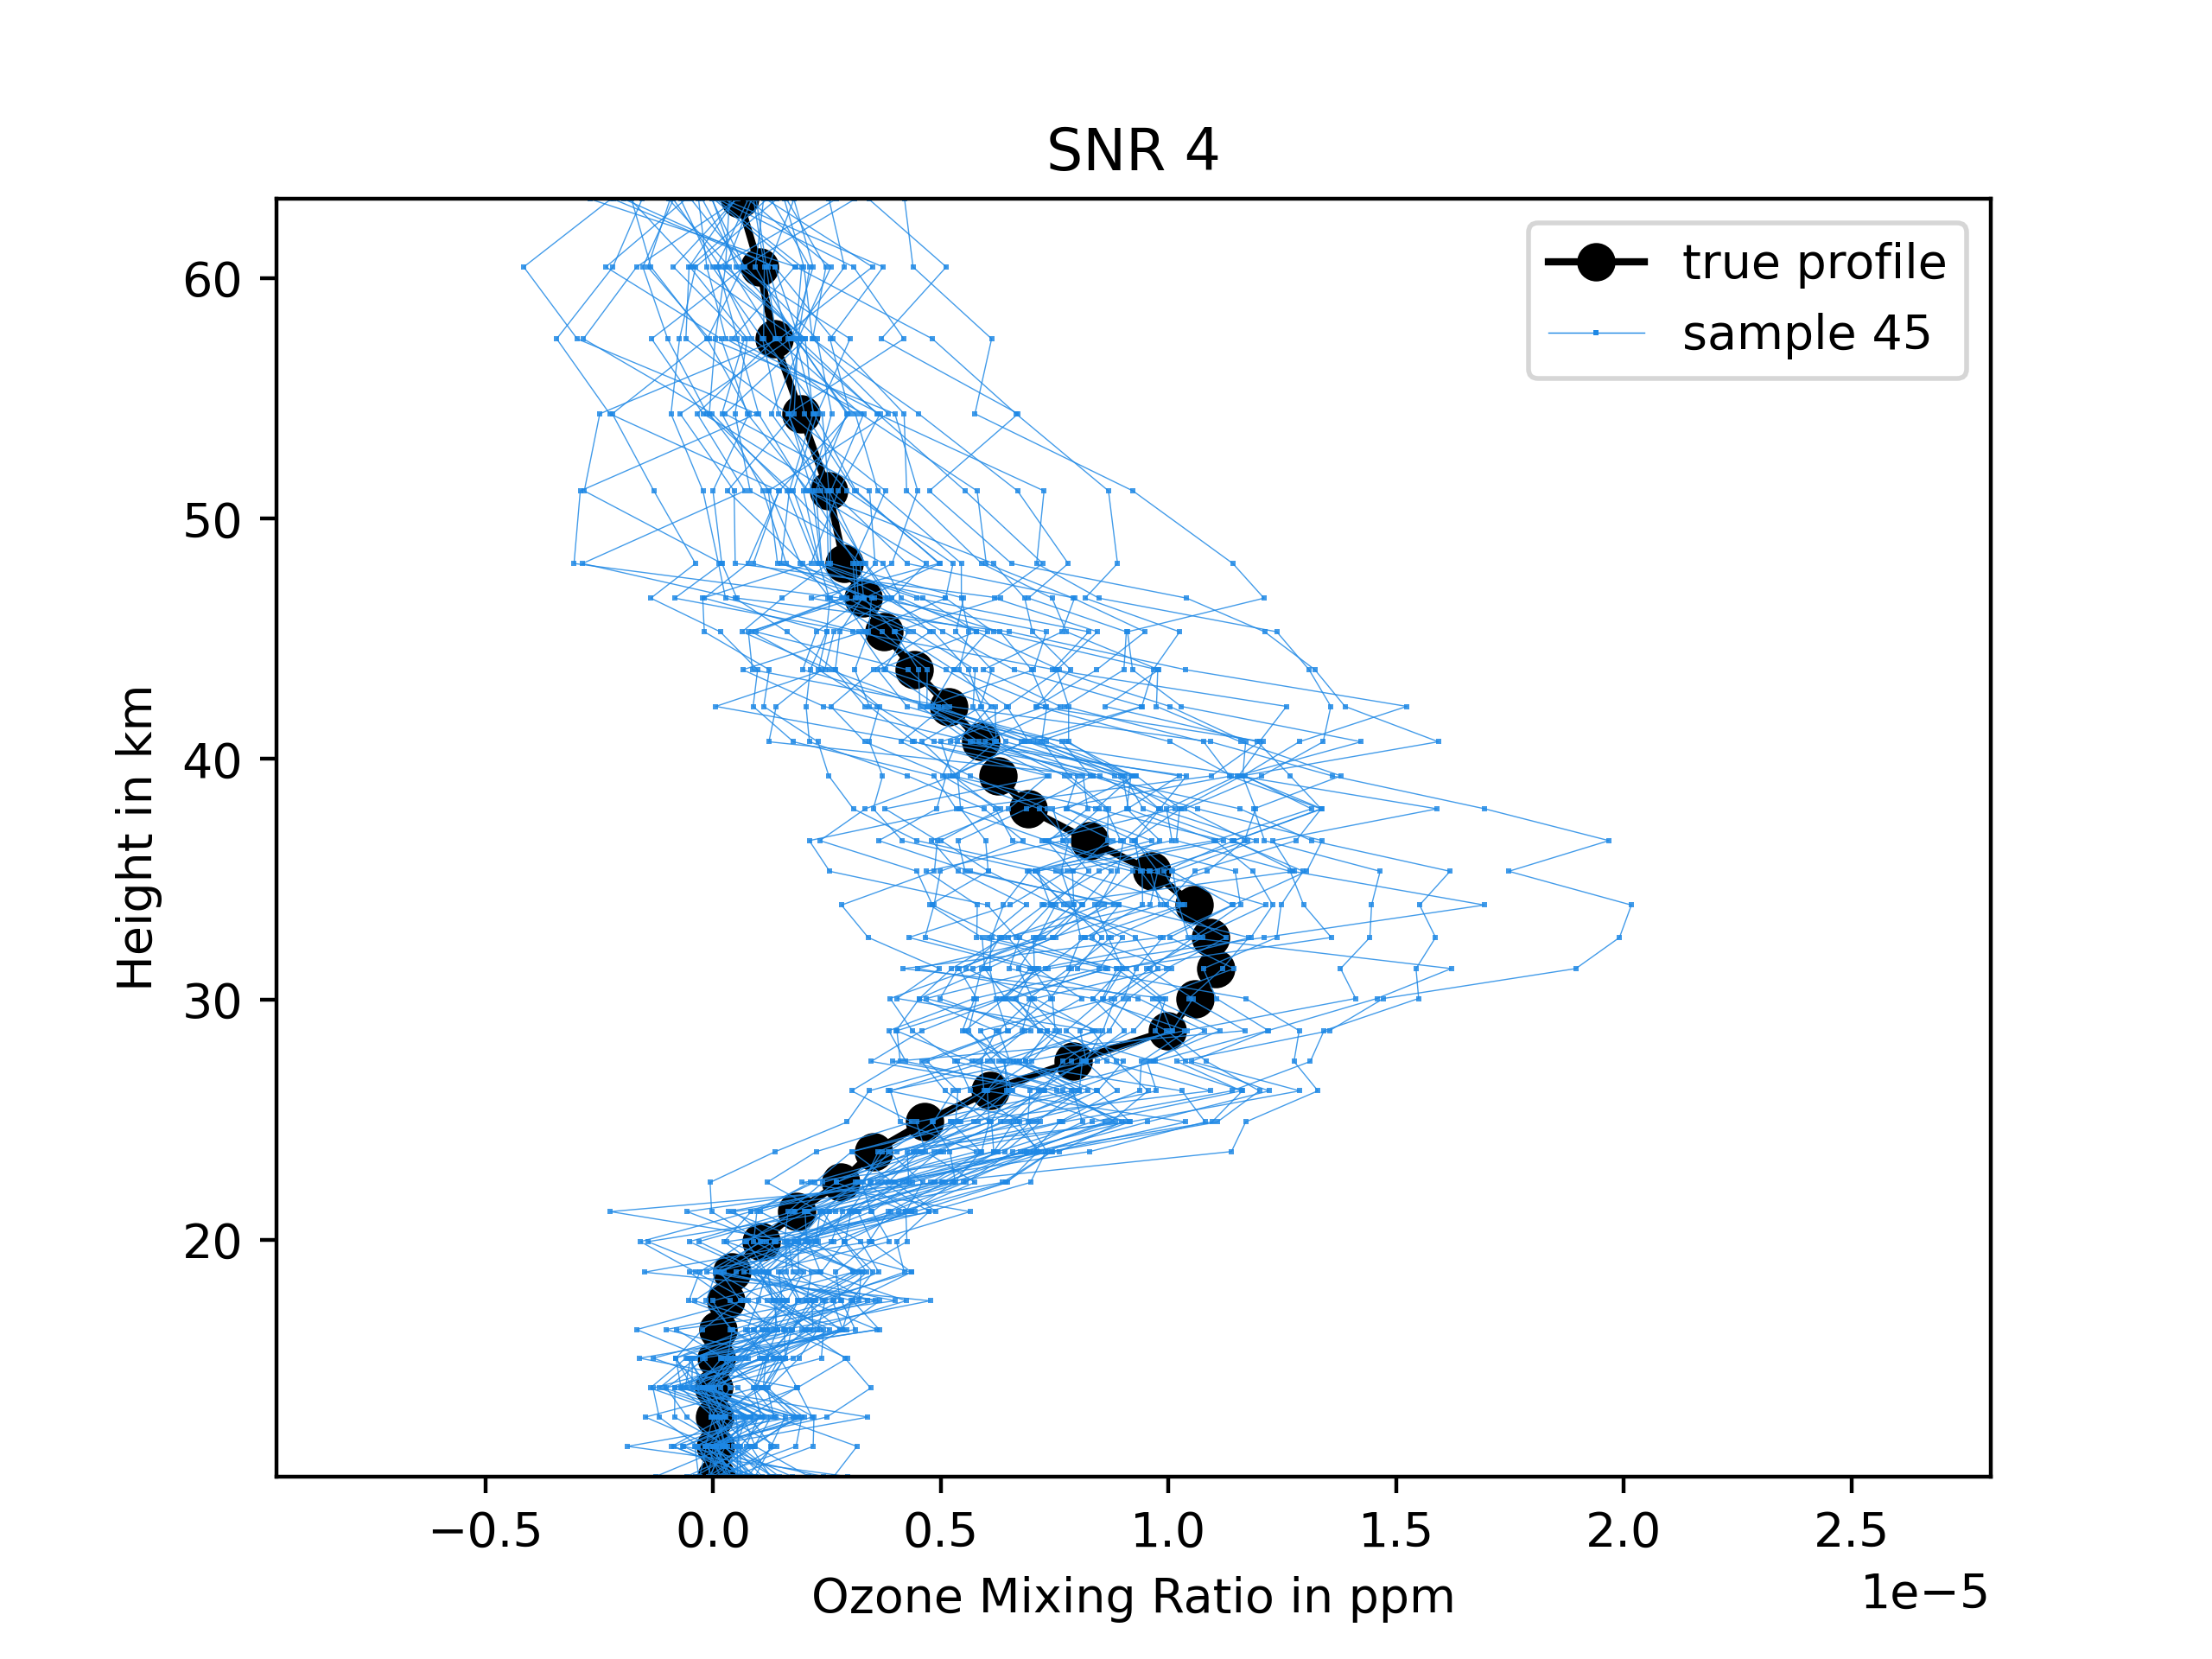 SNR 4
true profile
sample 45
60
50
40
30
20
Height in km
−0.5 0.0 0.5 1.0 1.5 2.0 2.5
1e−5
Ozone Mixing Ratio in ppm